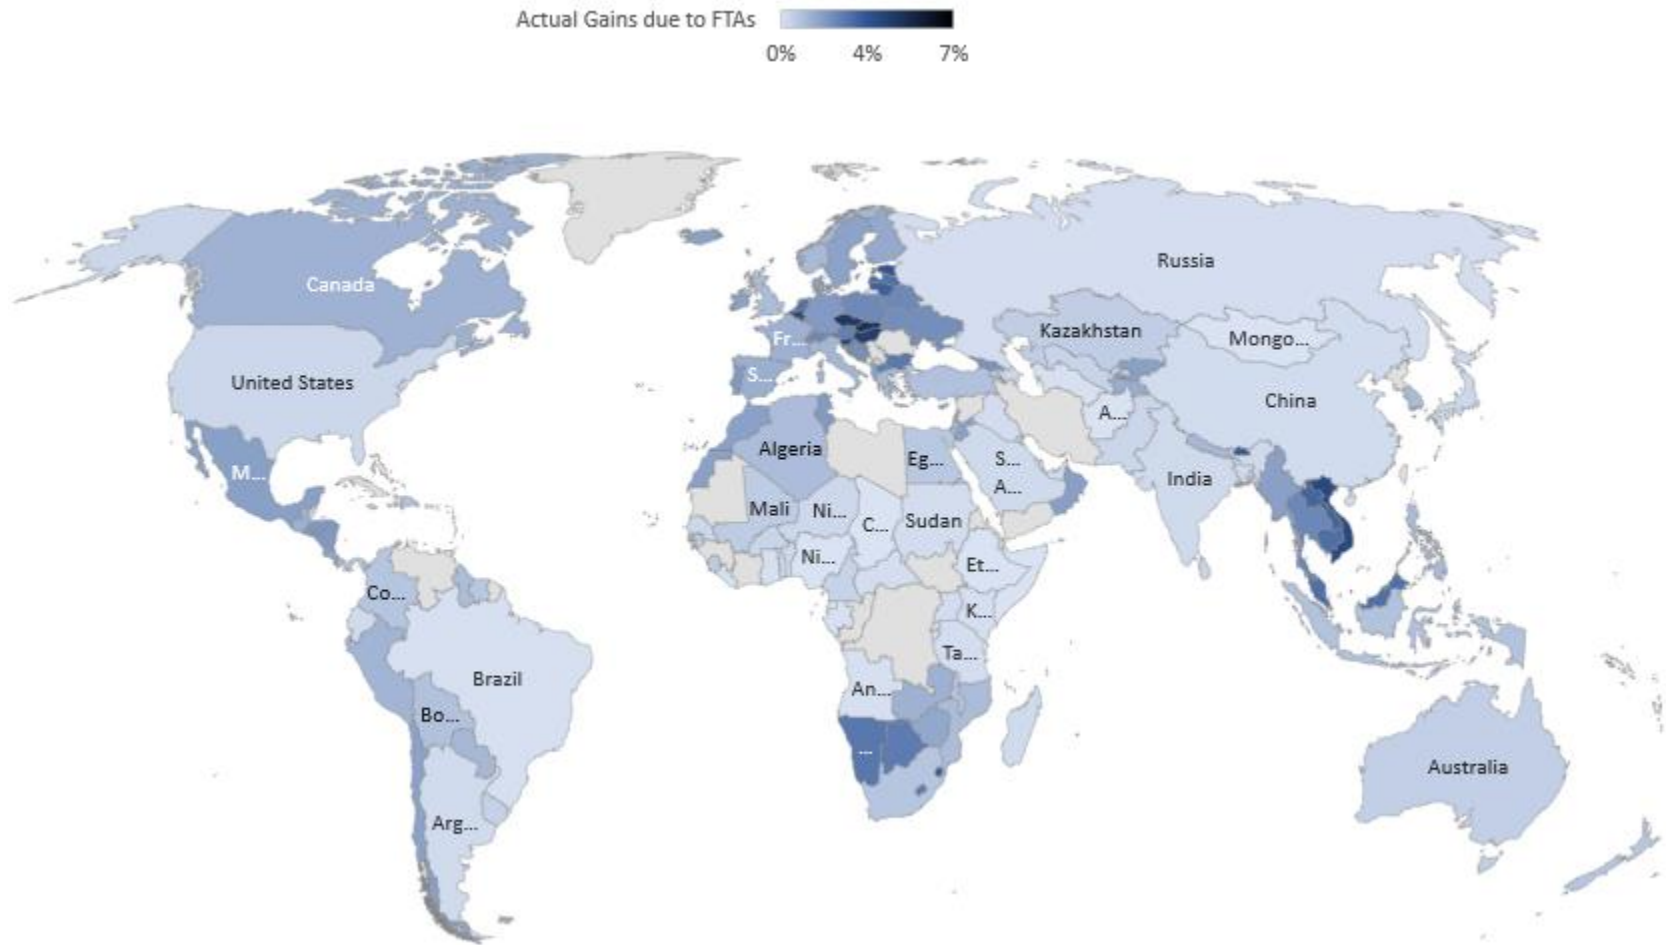 Actual Gains due to FTAs
0% 4% 7%
Russia
Canada
Kazakhstan
Mongo...
Fr...
S...
United States
China
A...
Algeria
Eg...
S...
A...
M...
India
Mali
Ni...
C...
Sudan
Ni...
Et...
Co...
K...
Ta...
Brazil
An...
Bo...
...
Australia
Arg...